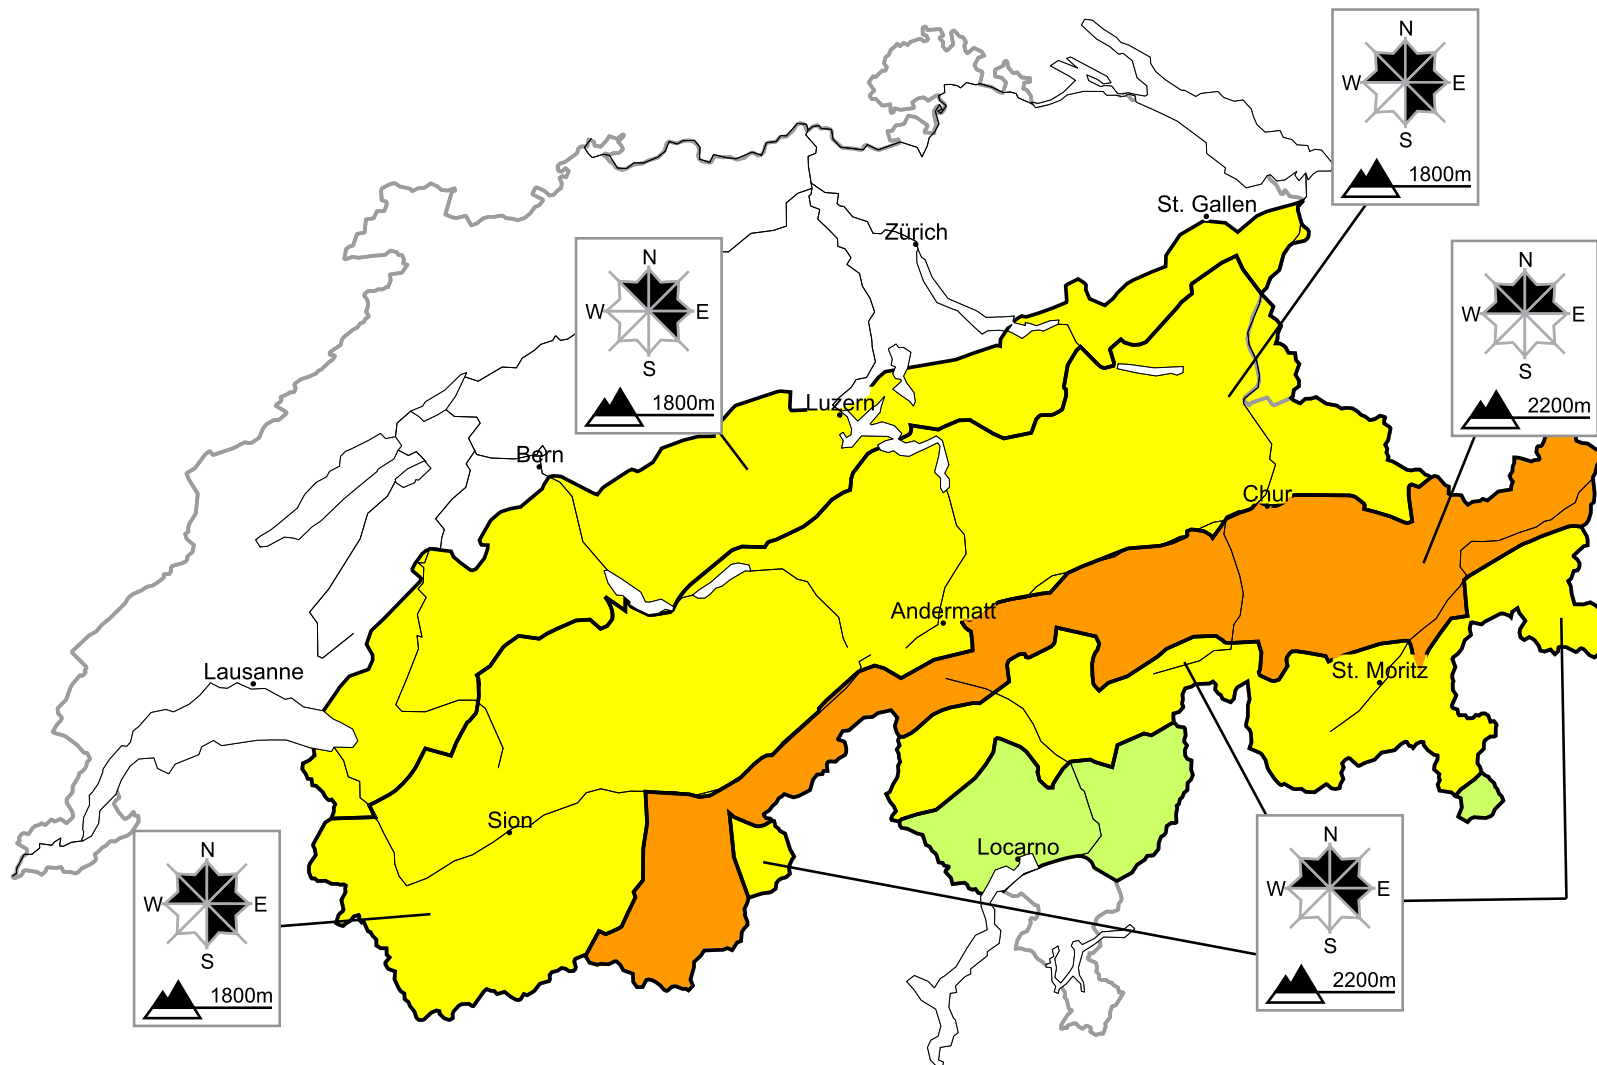 N
W E
S
1800m
St. Gallen
Zürich
N
W E
S
1800m
N
W E
S
2200m
Luzern
Bern
Chur
Andermatt
Lausanne
St. Moritz
Sion
Locarno
N
W E
S
1800m
N
W E
S
2200m